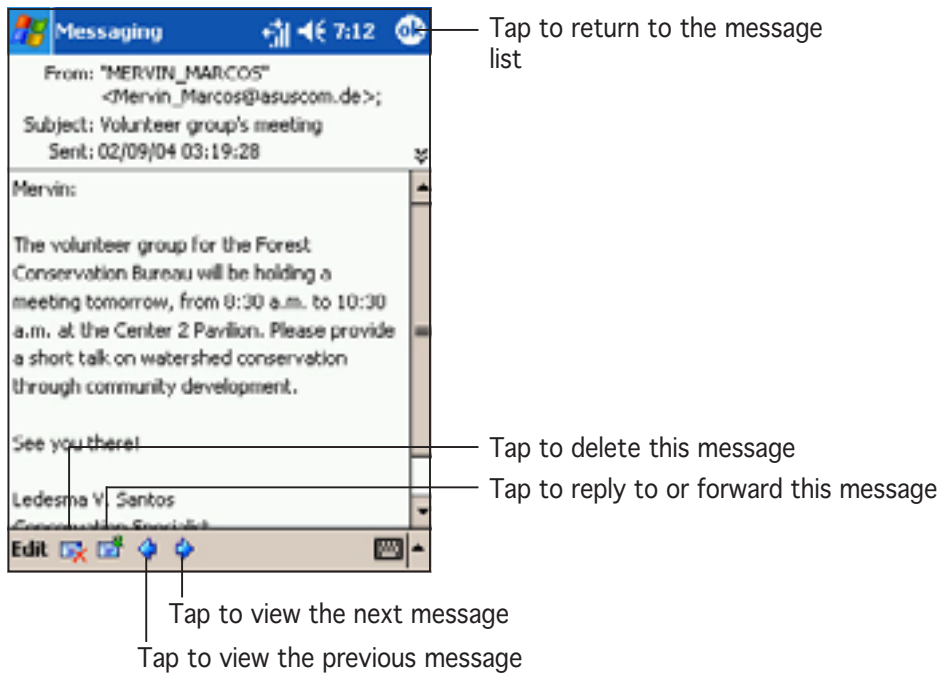 Messaging
7:12
ok
Tap to return to the message
list
From: "MERVIN_MARCOS"
<Mervin_Marcos@asuscom.de>;
Subject: Volunteer group's meeting
Sent: 02/09/04 03:19:28
Mervin:
The volunteer group for the Forest
Conservation Bureau will be holding a
meeting tomorrow, from 8:30 a.m. to 10:30
a.m. at the Center 2 Pavilion. Please provide
a short talk on watershed conservation
through community development.
See you there!
Tap to delete this message
Ledesma V. Santos
Tap to reply to or forward this message
Conservation Specialist
Edit
Tap to view the next message
Tap to view the previous message